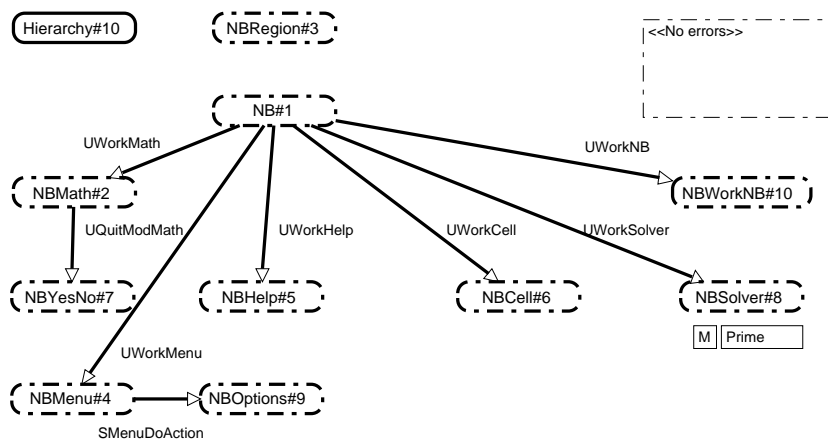 Hierarchy#10
NBRegion#3
<<No errors>>
NB#1
UWorkMath
UWorkNB
NBMath#2
NBWorkNB#10
UQuitModMath
UWorkHelp
UWorkCell
UWorkSolver
NBYesNo#7
NBHelp#5
NBCell#6
NBSolver#8
M
Prime
UWorkMenu
NBMenu#4
NBOptions#9
SMenuDoAction